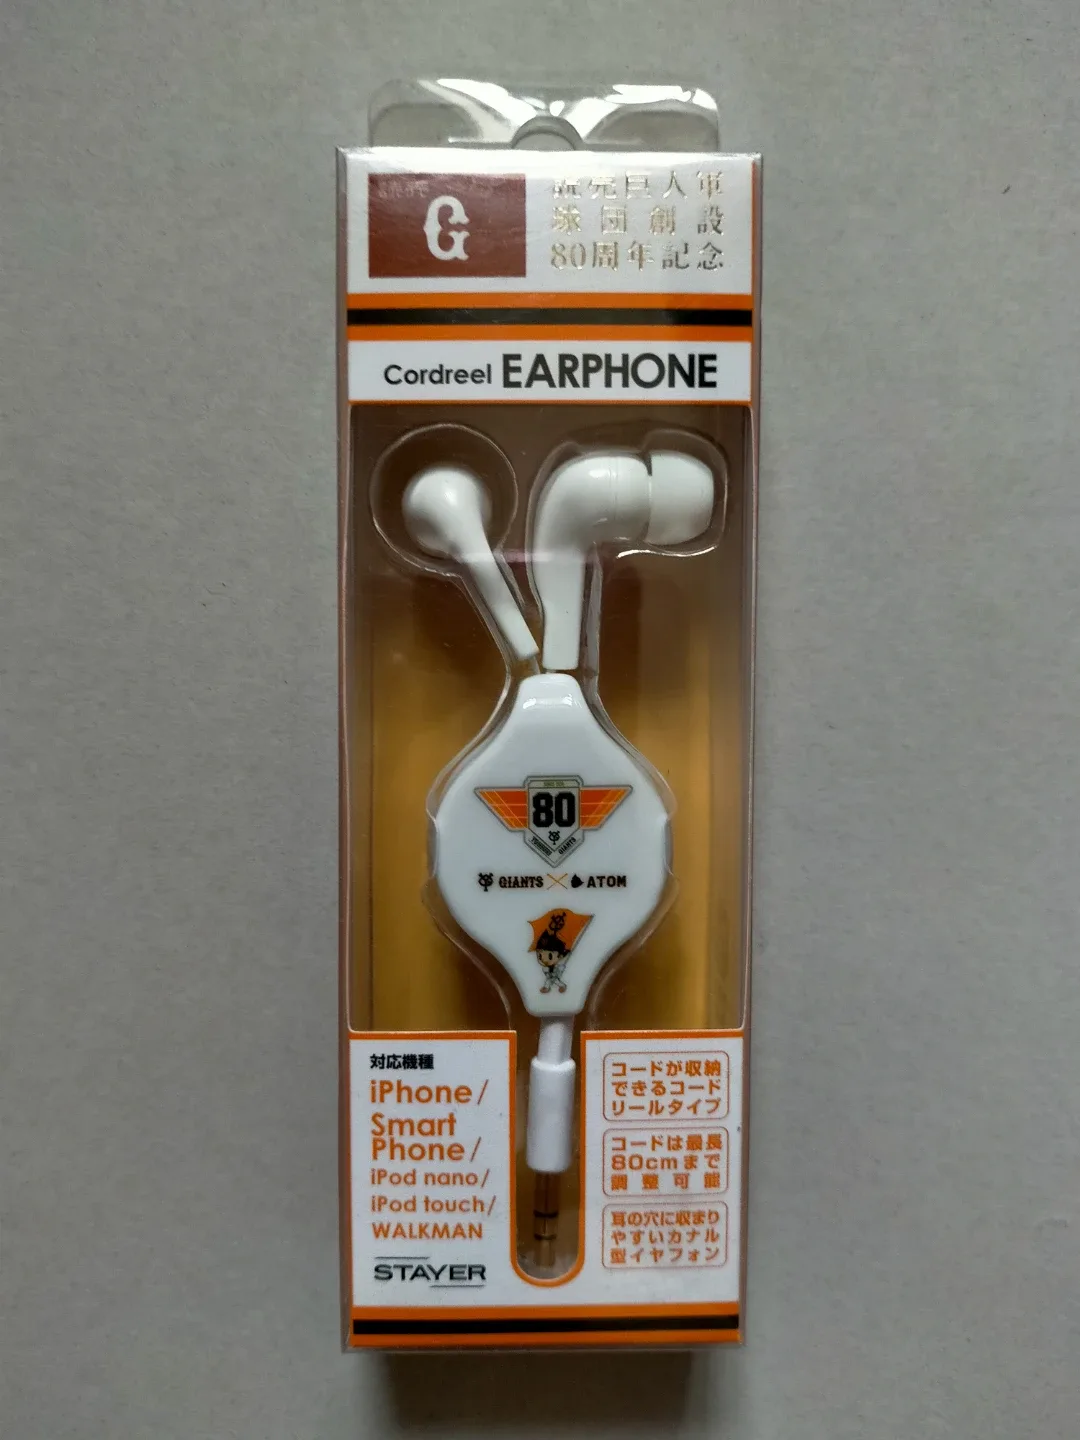 G
読売巨人軍
球団創設
80周年記念
Cordreel EARPHONE
80
GIANTS
GIANTS × ATOM
対応機種
iPhone/
Smart
Phone/
iPod nano/
iPod touch/
WALKMAN
STAYER
コードが収納
できるコード
リールタイプ
コードは最長
80cmまで
調整可能
耳の穴に収まり
やすいカナル
型イヤフォン